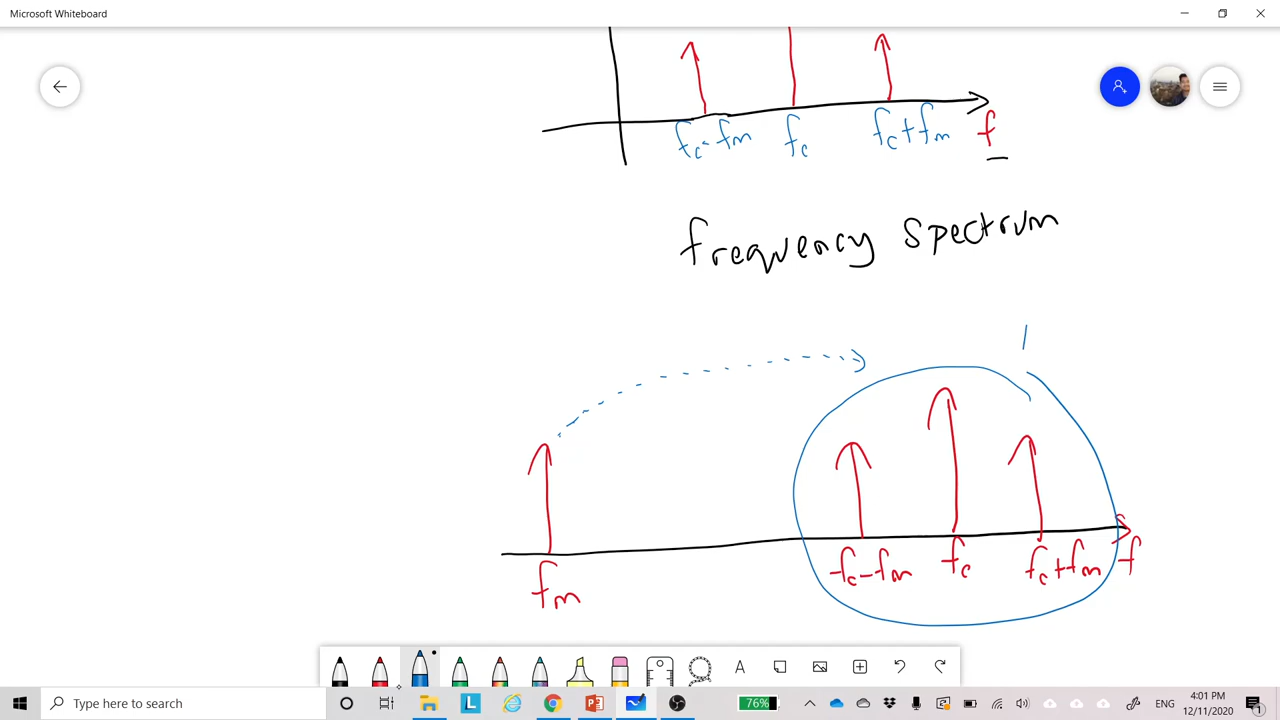 Microsoft Whiteboard
fc-fm fc fc+fm f
frequency spectrum
fm fc-fm fc fc+fm f
A
Type here to search
L
76%
ENG
4:01 PM
12/11/2020
1